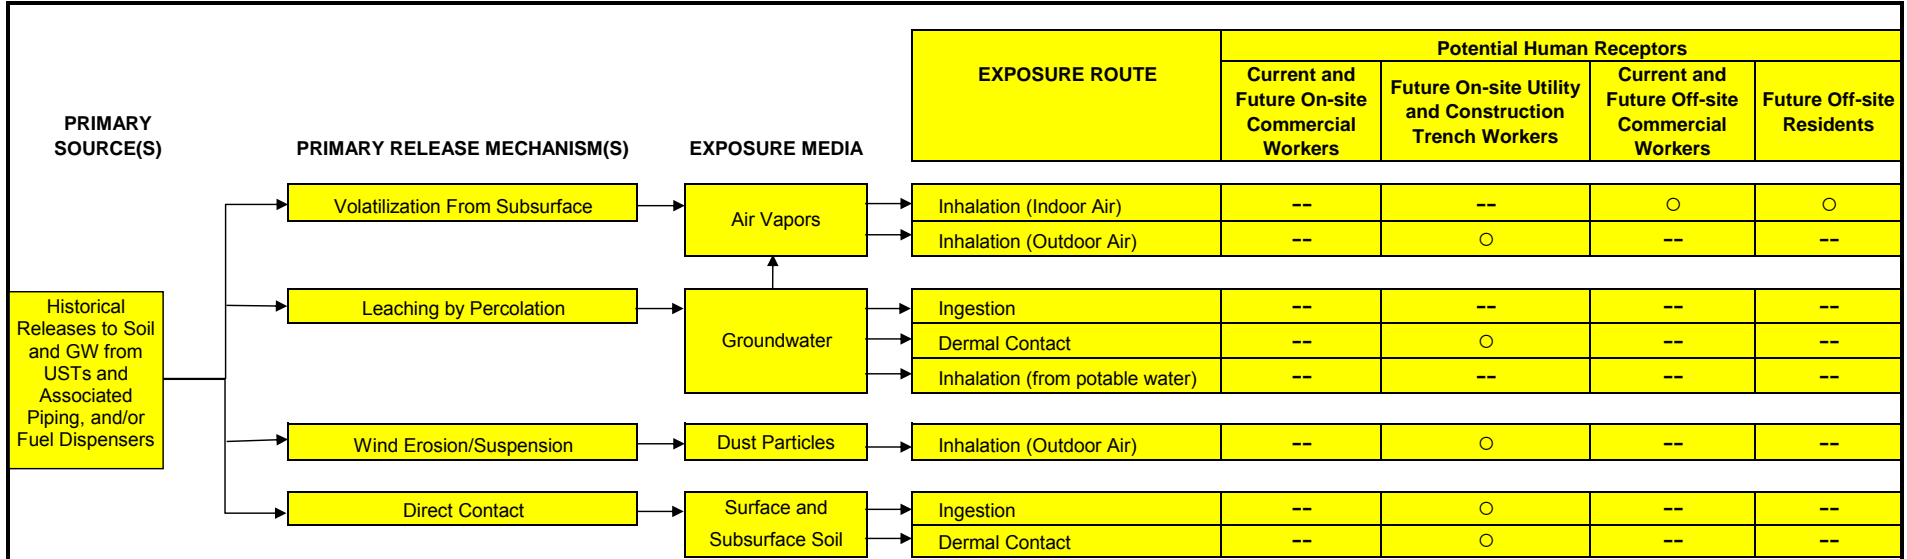 Potential Human Receptors
EXPOSURE ROUTE
Current and
Future On-site
Commercial
Workers
Future On-site Utility
and Construction
Trench Workers
Current and
Future Off-site
Commercial
Workers
Future Off-site
Residents
PRIMARY
SOURCE(S)
PRIMARY RELEASE MECHANISM(S)
EXPOSURE MEDIA
Historical
Releases to Soil
and GW from
USTs and
Associated
Piping, and/or
Fuel Dispensers
Volatilization From Subsurface
Air Vapors
Inhalation (Indoor Air) -- -- ○ ○
Inhalation (Outdoor Air) -- ○ -- --
Leaching by Percolation
Groundwater
Ingestion -- -- -- --
Dermal Contact -- ○ -- --
Inhalation (from potable water) -- -- -- --
Wind Erosion/Suspension
Dust Particles
Inhalation (Outdoor Air) -- ○ -- --
Direct Contact
Surface and
Subsurface Soil
Ingestion -- ○ -- --
Dermal Contact -- ○ -- --